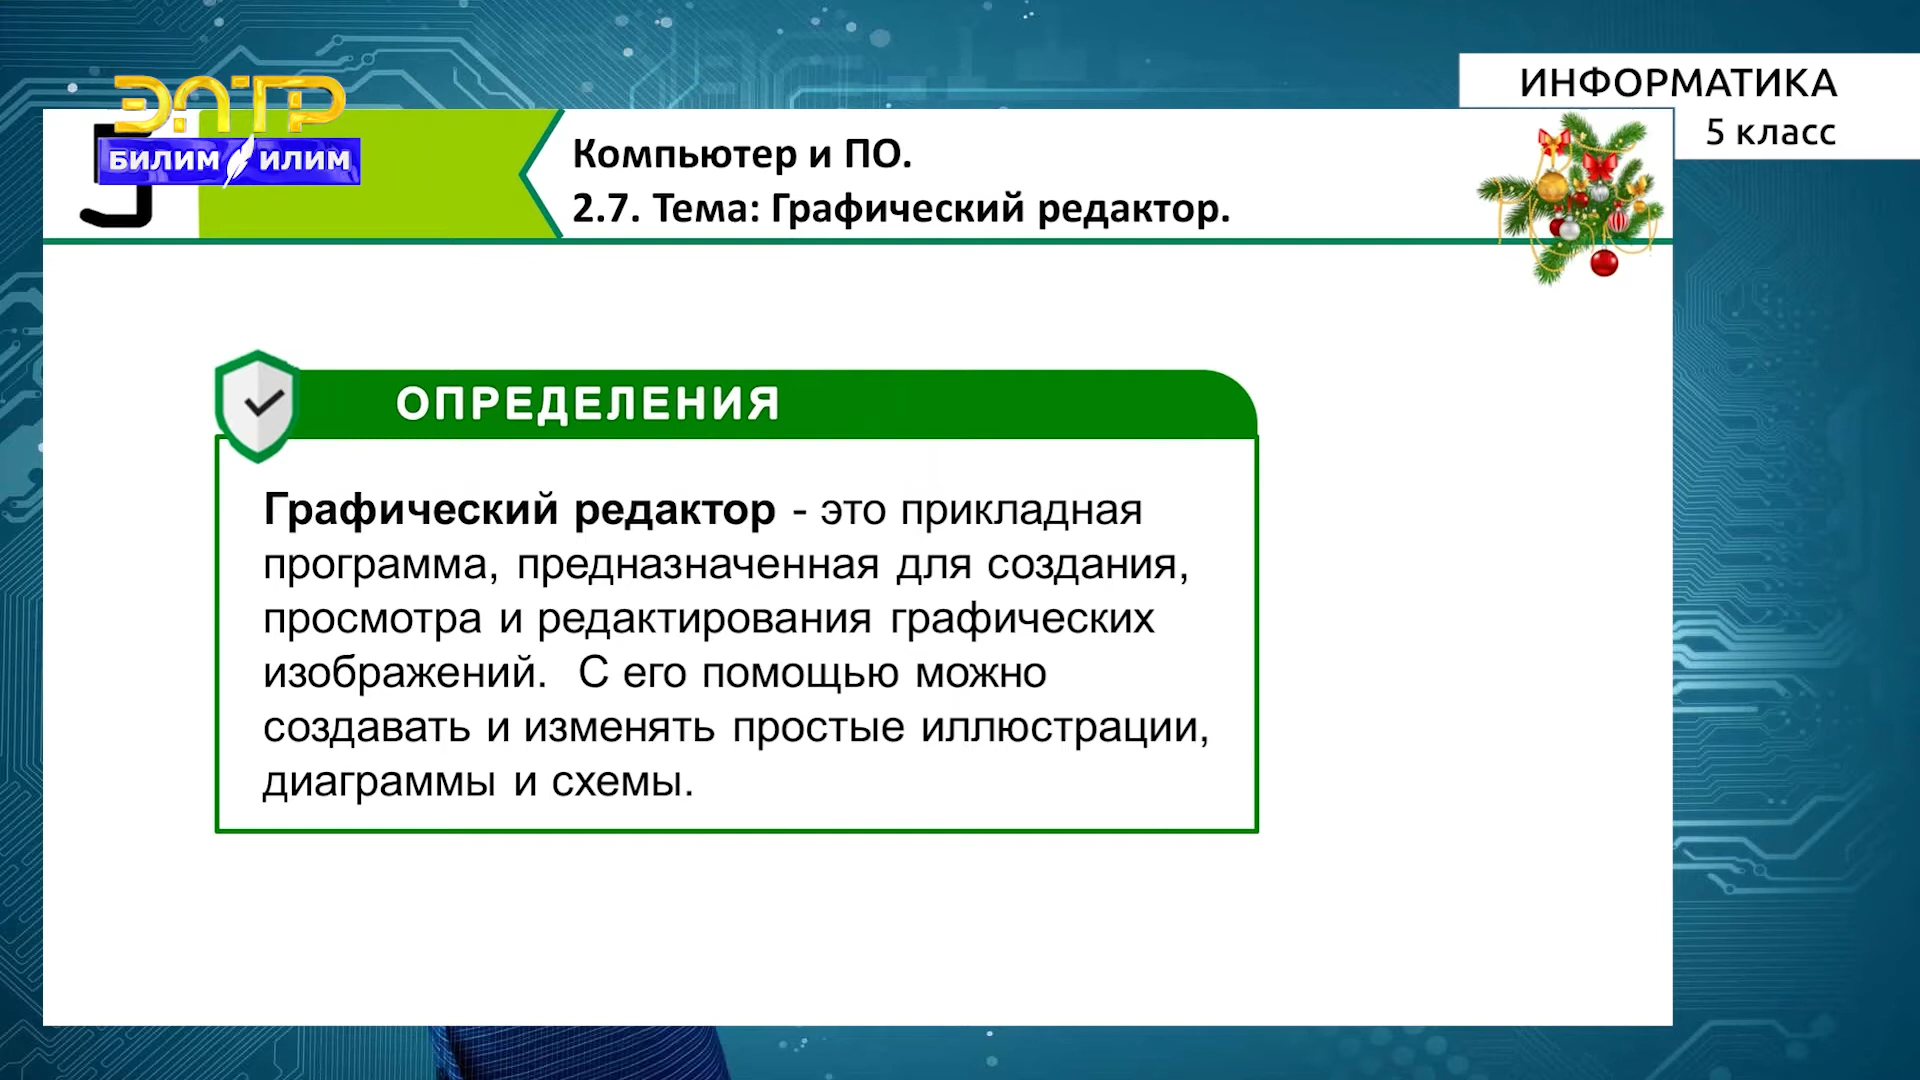 ЭЛТР
БИЛИМ ИЛИМ
ИНФОРМАТИКА
5 класс
5
Компьютер и ПО.
2.7. Тема: Графический редактор.
ОПРЕДЕЛЕНИЯ
Графический редактор - это прикладная
программа, предназначенная для создания,
просмотра и редактирования графических
изображений. С его помощью можно
создавать и изменять простые иллюстрации,
диаграммы и схемы.